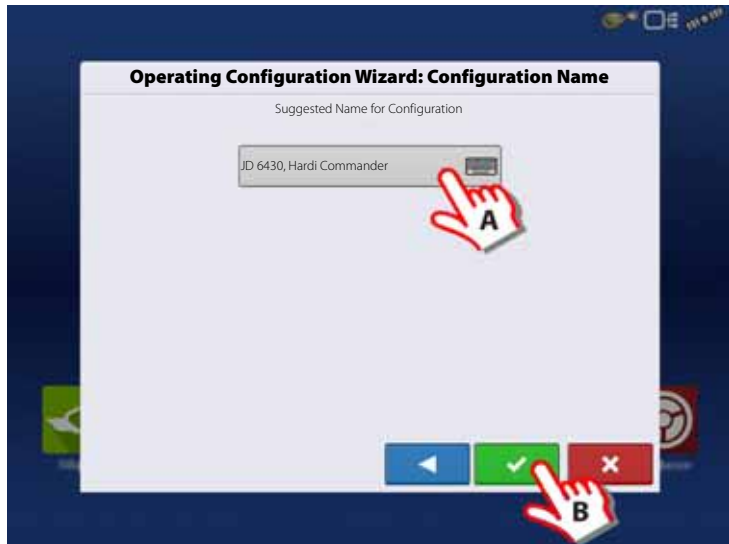 Operating Configuration Wizard: Configuration Name
Suggested Name for Configuration
JD 6430, Hardi Commander
A
B